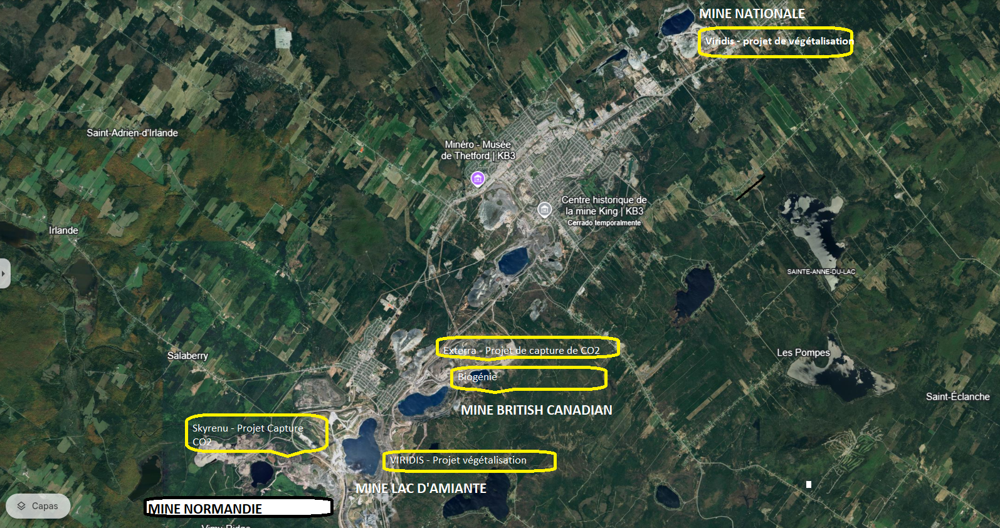 MINE NATIONALE
Viridis - projet de végétalisation
Saint-Adrien-d'Irlande
Minéro - Musée
de Thetford | KB3
Centre historique de
la mine King | KB3
Cerrado temporalmente
Irlande
SAINTE-ANNE-DU-LAC
Salaberry
Exterra - Projet de capture de CO2
Les Pompes
Biogénie
Saint-Éclanche
MINE BRITISH CANADIAN
Skyrenu - Projet Capture
CO2
VIRIDIS - Projet végétalisation
MINE LAC D'AMIANTE
Capas
MINE NORMANDIE
Vimy-Ridge